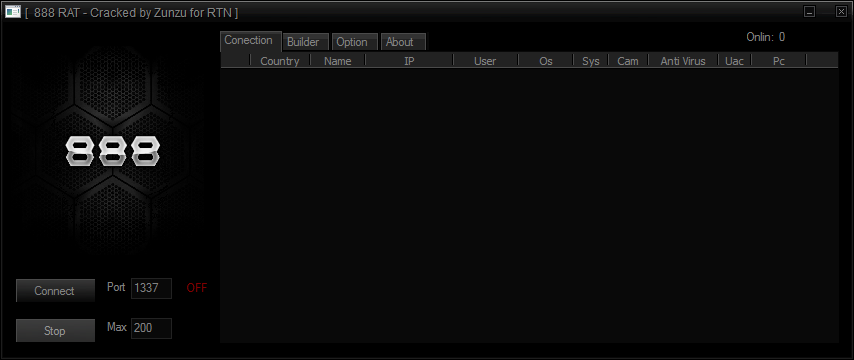 [ 888 RAT - Cracked by Zunzu for RTN ]
Conection Builder Option About
Onlin: 0
Country Name IP User Os Sys Cam Anti Virus Uac Pc
888
Connect Port 1337 OFF
Stop Max 200